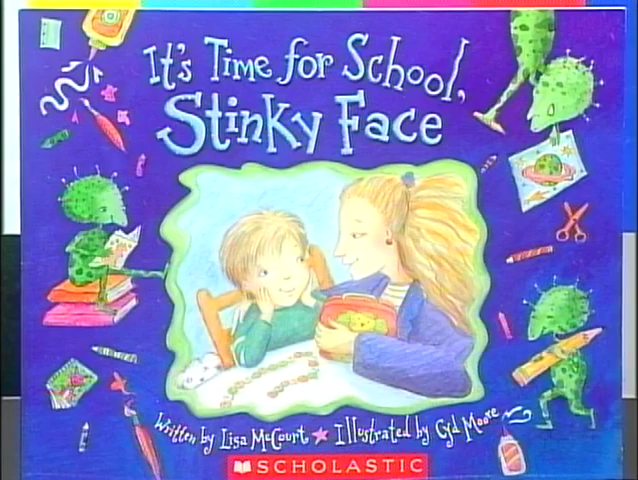 It's Time for School,
Stinky Face
Written by Lisa McCourt ★ Illustrated by Cyd Moore
SCHOLASTIC